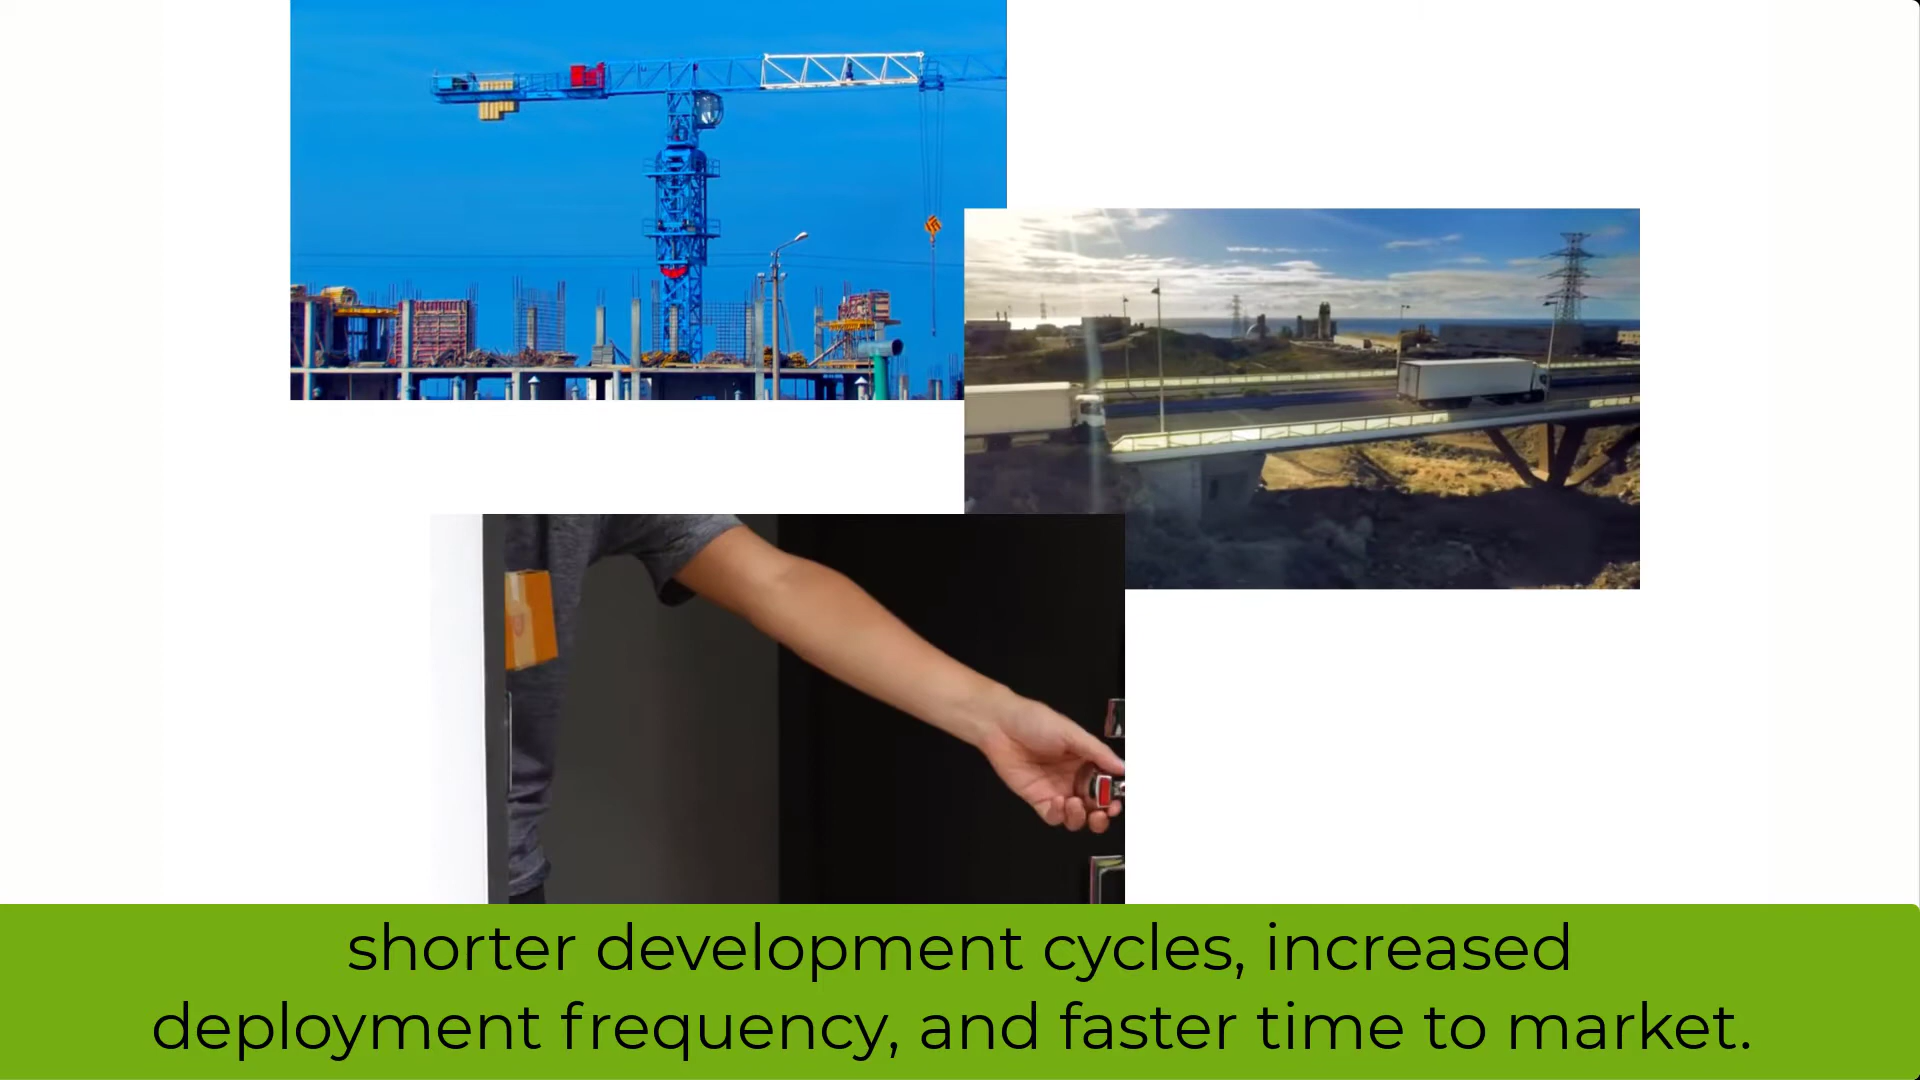 shorter development cycles, increased
deployment frequency, and faster time to market.